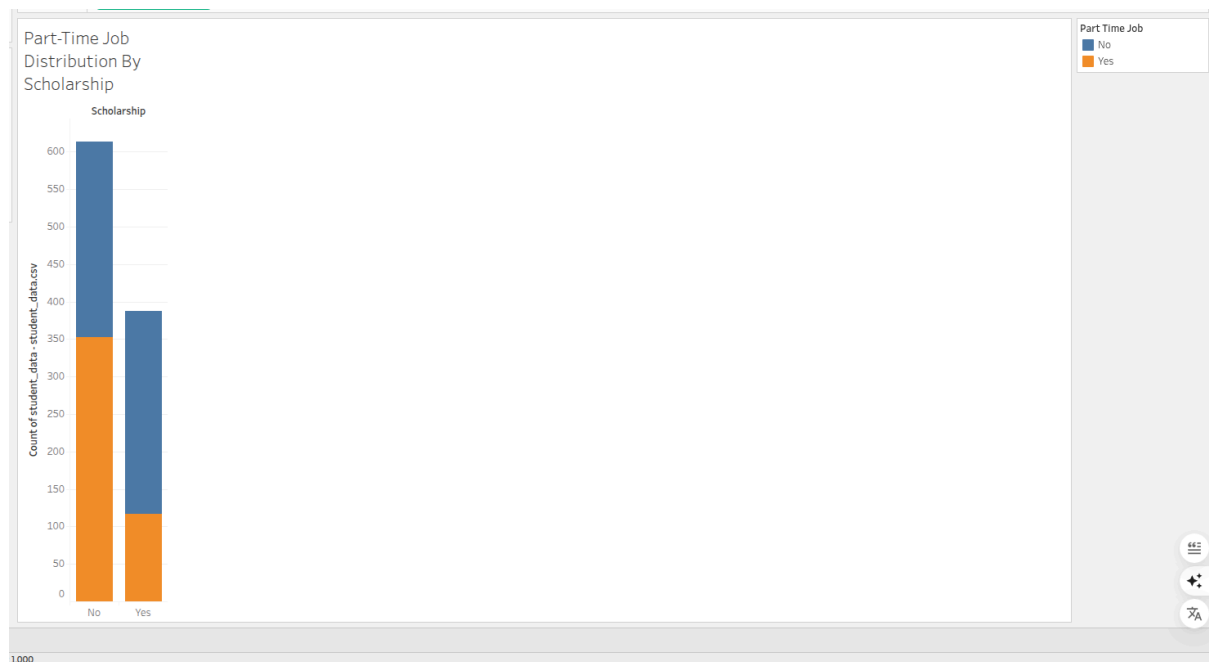 Part-Time Job
Distribution By
Scholarship
Scholarship
600
550
500
450
400
350
300
250
200
150
100
50
0
Count of student_data - student_data.csv
No
Yes
Part Time Job
No
Yes
1,000